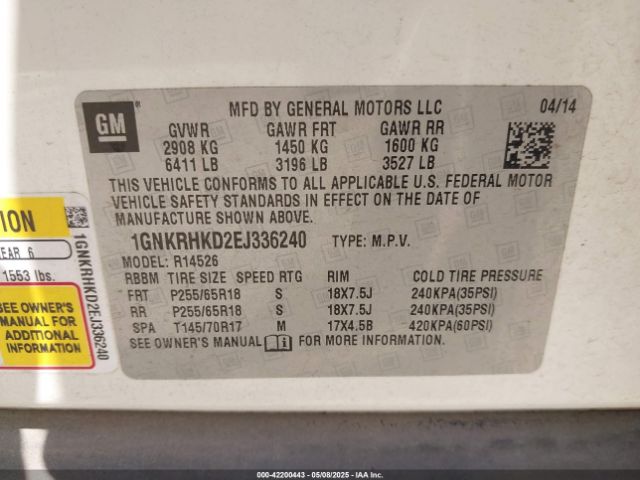 GM
MFD BY GENERAL MOTORS LLC 04/14
GVWR GAWR FRT GAWR RR
2908 KG 1450 KG 1600 KG
6411 LB 3196 LB 3527 LB
THIS VEHICLE CONFORMS TO ALL APPLICABLE U.S. FEDERAL MOTOR
VEHICLE SAFETY STANDARDS IN EFFECT ON THE DATE OF
MANUFACTURE SHOWN ABOVE.
1GNKRHKD2EJ336240 TYPE: M.P.V.
MODEL: R14526
RBBM TIRE SIZE SPEED RTG RIM COLD TIRE PRESSURE
FRT P255/65R18 S 18X7.5J 240KPA(35PSI)
RR P255/65R18 S 18X7.5J 240KPA(35PSI)
SPA T145/70R17 M 17X4.5B 420KPA(60PSI)
SEE OWNER'S MANUAL FOR MORE INFORMATION.
ION
EAR 6
1553 lbs.
SEE OWNER'S
MANUAL FOR
ADDITIONAL
INFORMATION
1GNKRHKD2EJ336240
000-42200443 - 05/08/2025 - IAAI.COM